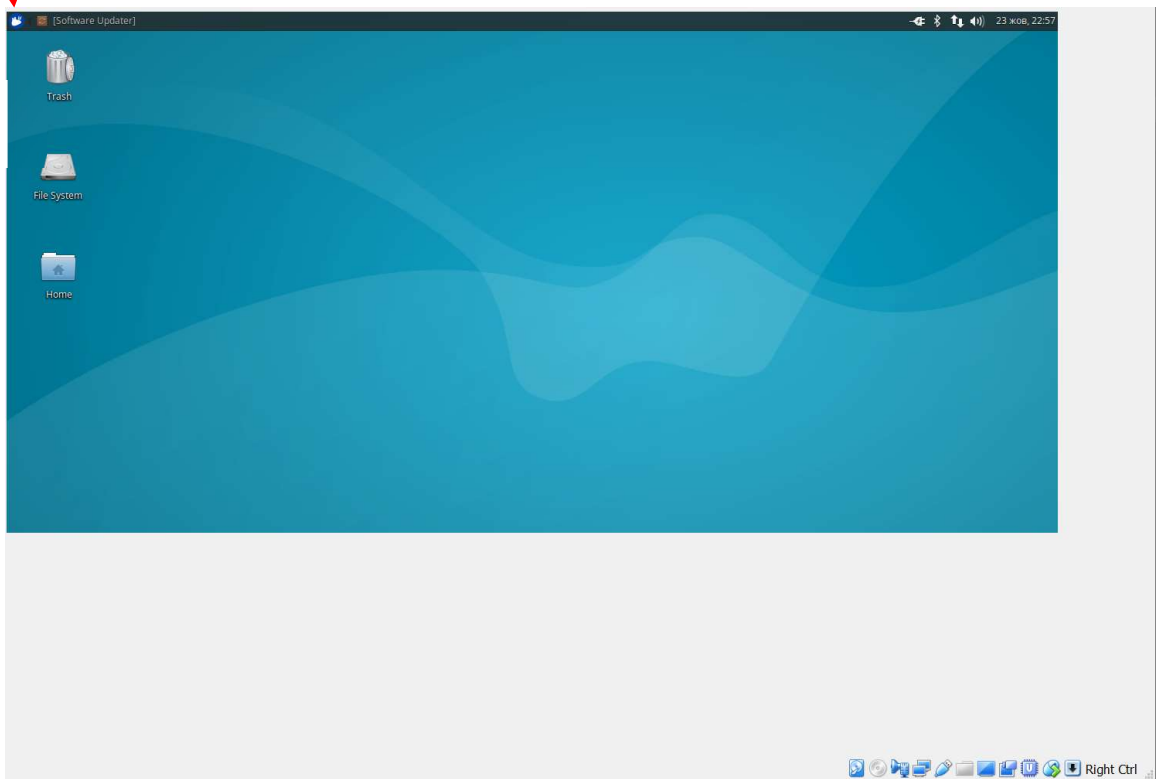 [Software Updater] 23 жов, 22:57
Trash
File System
Home
Right Ctrl